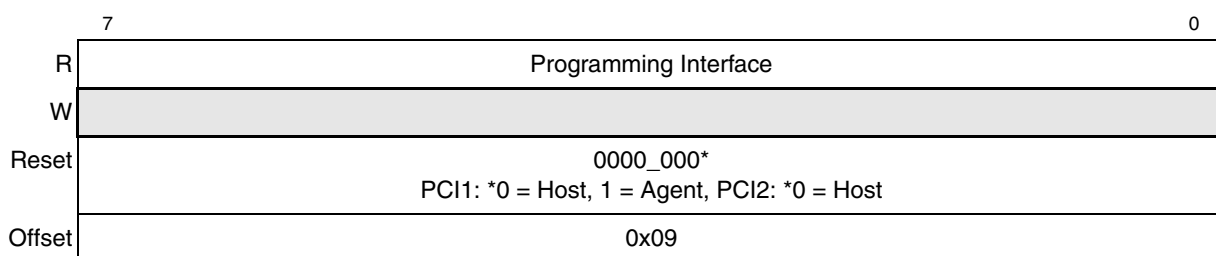 7 0
R Programming Interface
W
Reset 0000_000*
PCI1: *0 = Host, 1 = Agent, PCI2: *0 = Host
Offset 0x09